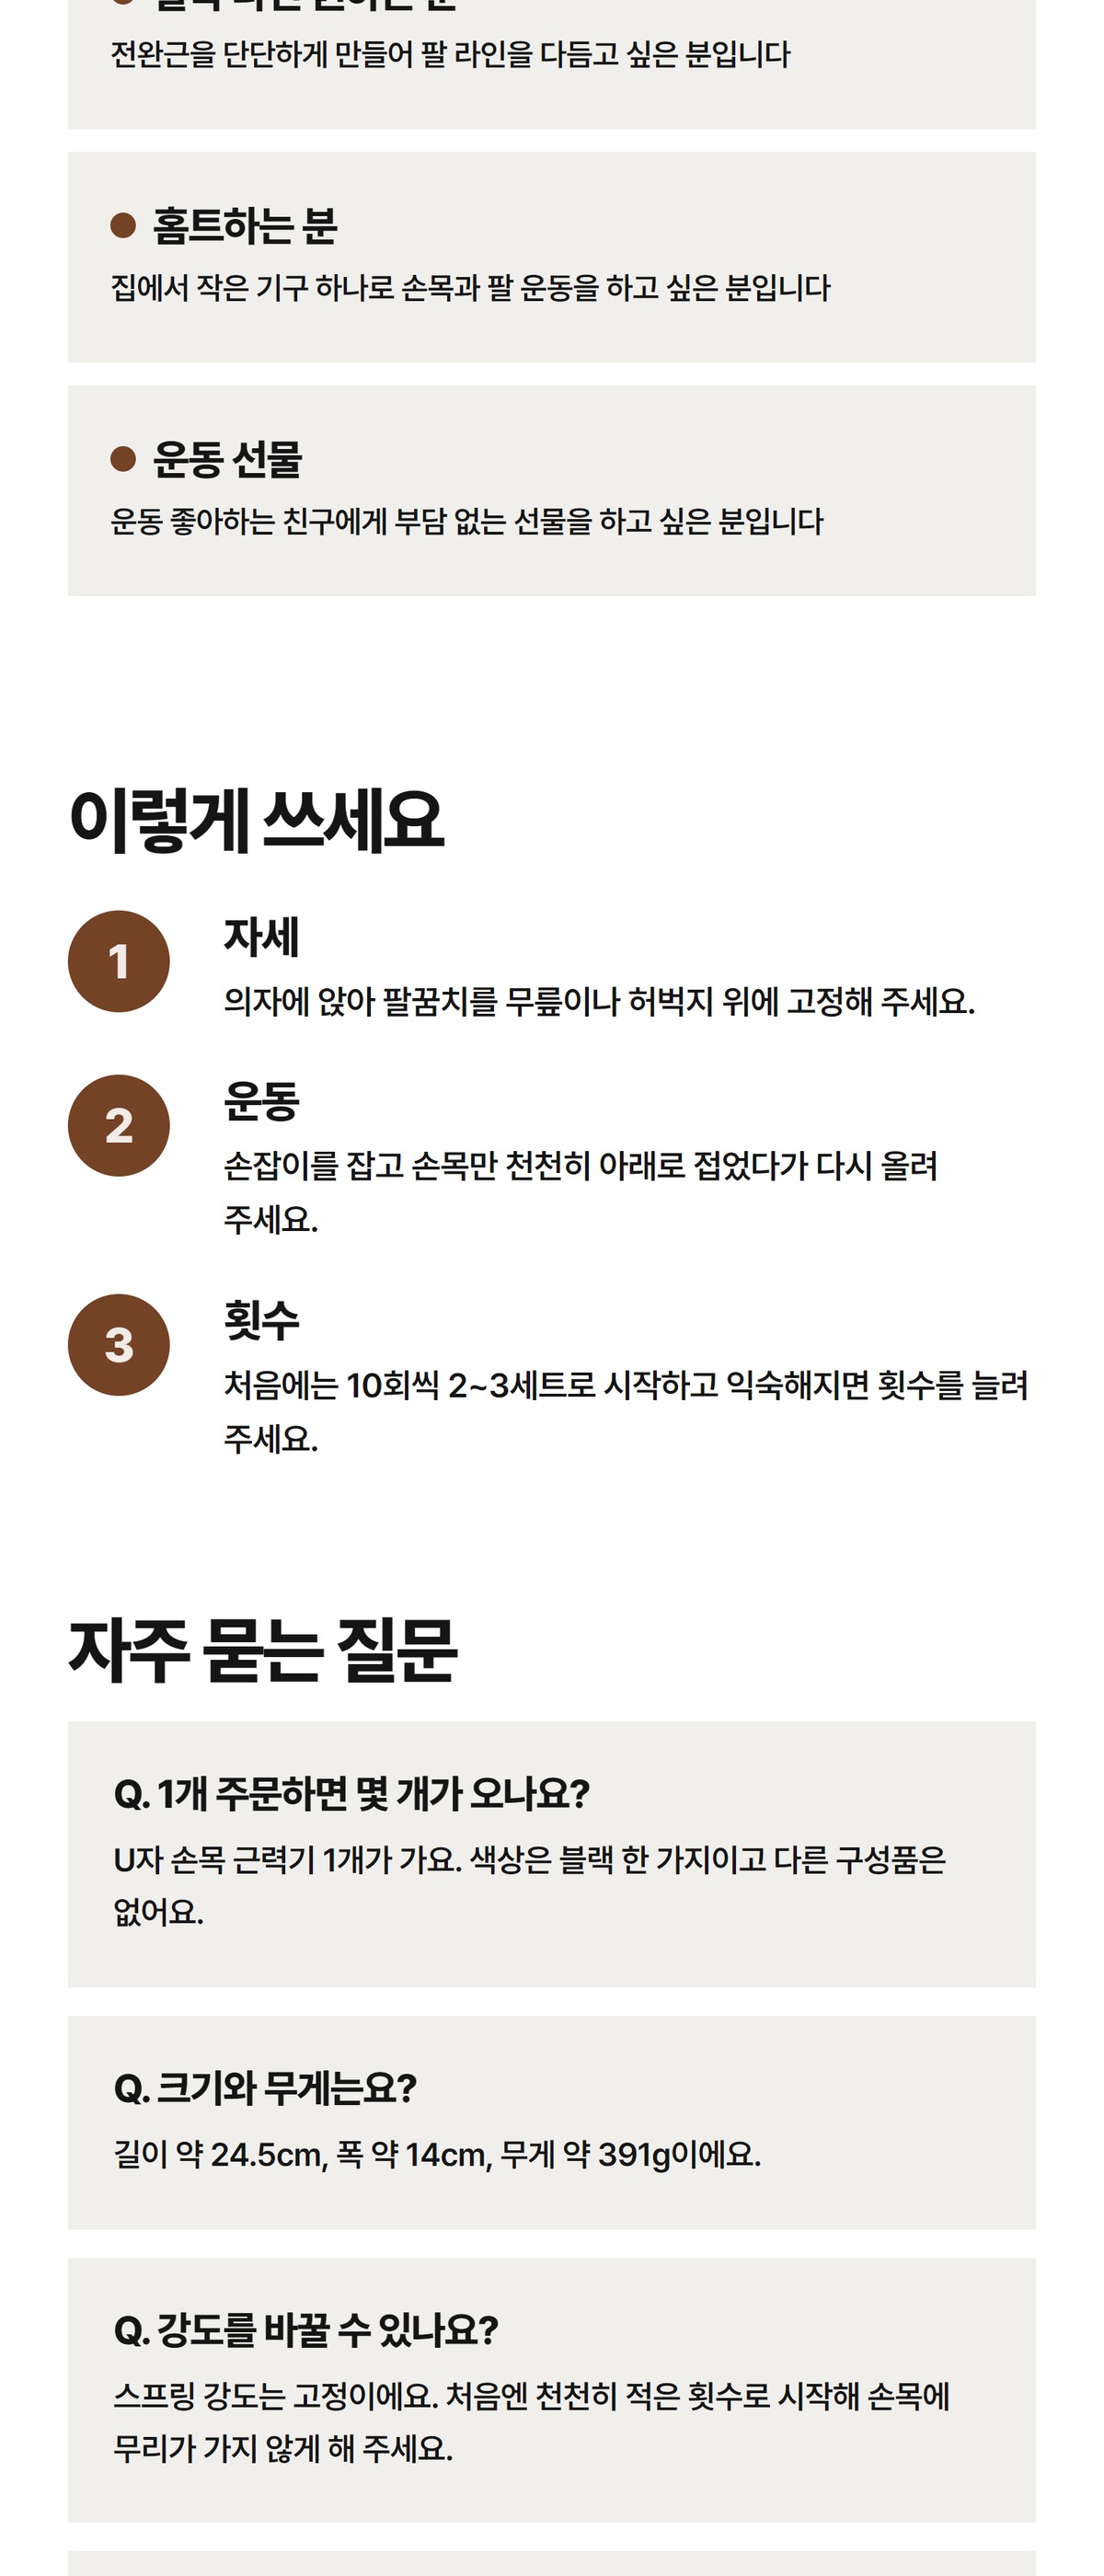 전완근을 단단하게 만들어 팔 라인을 다듬고 싶은 분입니다
홈트하는 분
집에서 작은 기구 하나로 손목과 팔 운동을 하고 싶은 분입니다
운동 선물
운동 좋아하는 친구에게 부담 없는 선물을 하고 싶은 분입니다
이렇게 쓰세요
1
자세
의자에 앉아 팔꿈치를 무릎이나 허벅지 위에 고정해 주세요.
2
운동
손잡이를 잡고 손목만 천천히 아래로 접었다가 다시 올려
주세요.
3
횟수
처음에는 10회씩 2~3세트로 시작하고 익숙해지면 횟수를 늘려
주세요.
자주 묻는 질문
Q. 1개 주문하면 몇 개가 오나요?
U자 손목 근력기 1개가 가요. 색상은 블랙 한 가지이고 다른 구성품은
없어요.
Q. 크기와 무게는요?
길이 약 24.5cm, 폭 약 14cm, 무게 약 391g이에요.
Q. 강도를 바꿀 수 있나요?
스프링 강도는 고정이에요. 처음엔 천천히 적은 횟수로 시작해 손목에
무리가 가지 않게 해 주세요.